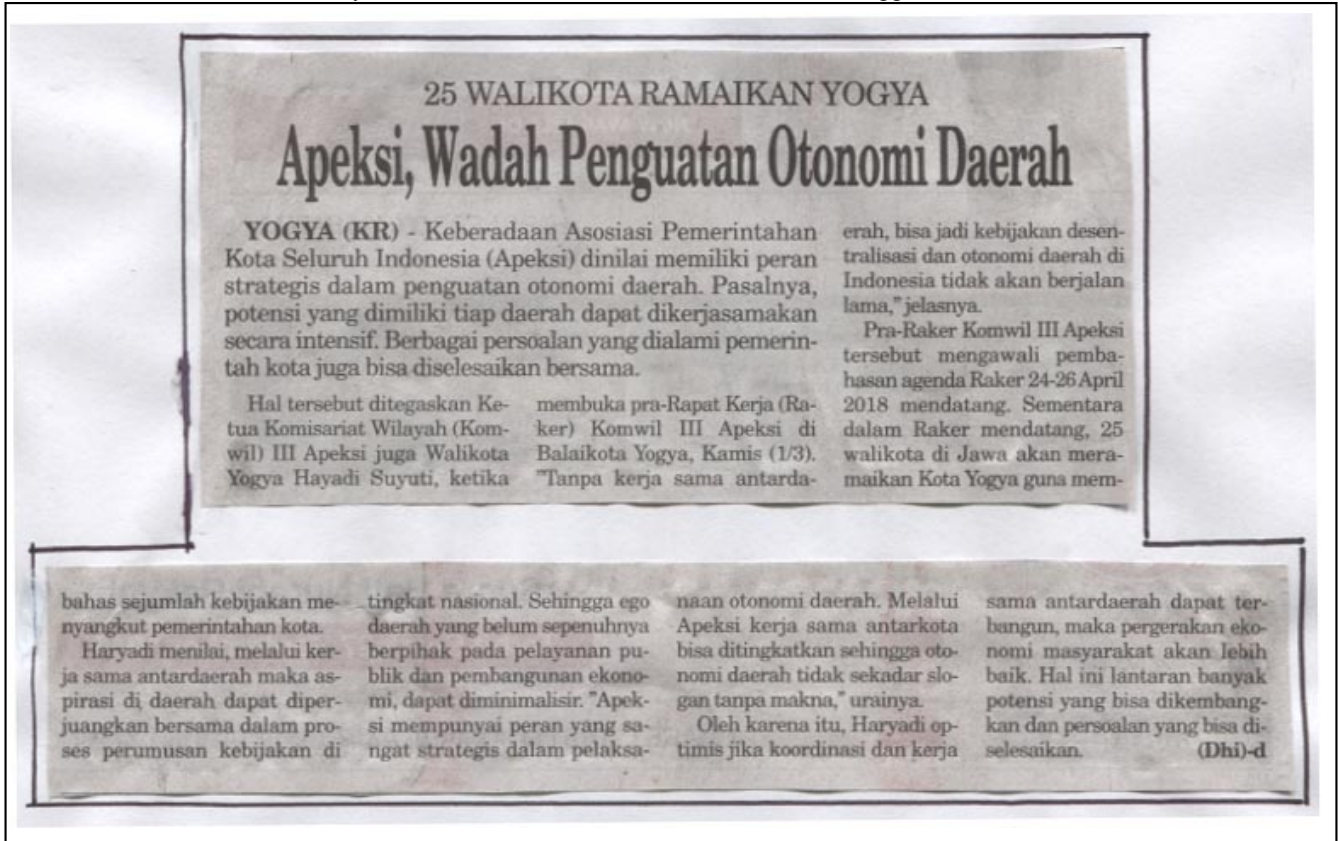 25 WALIKOTA RAMAIKAN YOGYA
Apeksi, Wadah Penguatan Otonomi Daerah
YOGYA (KR) - Keberadaan Asosiasi Pemerintahan
Kota Seluruh Indonesia (Apeksi) dinilai memiliki peran
strategis dalam penguatan otonomi daerah. Pasalnya,
potensi yang dimiliki tiap daerah dapat dikerjasamakan
secara intensif. Berbagai persoalan yang dialami pemerin-
tah kota juga bisa diselesaikan bersama.
Hal tersebut ditegaskan Ke-
tua Komisariat Wilayah (Kom-
wil) III Apeksi juga Walikota
Yogya Hayadi Suyuti, ketika
membuka pra-Rapat Kerja (Ra-
ker) Komwil III Apeksi di
Balaikota Yogya, Kamis (1/3).
"Tanpa kerja sama antarda-
erah, bisa jadi kebijakan desen-
tralisasi dan otonomi daerah di
Indonesia tidak akan berjalan
lama," jelasnya.
Pra-Raker Komwil III Apeksi
tersebut mengawali pemba-
hasan agenda Raker 24-26 April
2018 mendatang. Sementara
dalam Raker mendatang, 25
walikota di Jawa akan mera-
maikan Kota Yogya guna mem-
bahas sejumlah kebijakan me-
nyangkut pemerintahan kota.
Haryadi menilai, melalui ker-
ja sama antardaerah maka as-
pirasi di daerah dapat diper-
juangkan bersama dalam pro-
ses perumusan kebijakan di
tingkat nasional. Sehingga ego
daerah yang belum sepenuhnya
berpihak pada pelayanan pu-
blik dan pembangunan ekono-
mi, dapat diminimalisir. "Apek-
si mempunyai peran yang sa-
ngat strategis dalam pelaksa-
naan otonomi daerah. Melalui
Apeksi kerja sama antarkota
bisa ditingkatkan sehingga oto-
nomi daerah tidak sekadar slo-
gan tanpa makna," urainya.
Oleh karena itu, Haryadi op-
timis jika koordinasi dan kerja
sama antardaerah dapat ter-
bangun, maka pergerakan eko-
nomi masyarakat akan lebih
baik. Hal ini lantaran banyak
potensi yang bisa dikembang-
kan dan persoalan yang bisa di-
selesaikan. (Dhi)-d